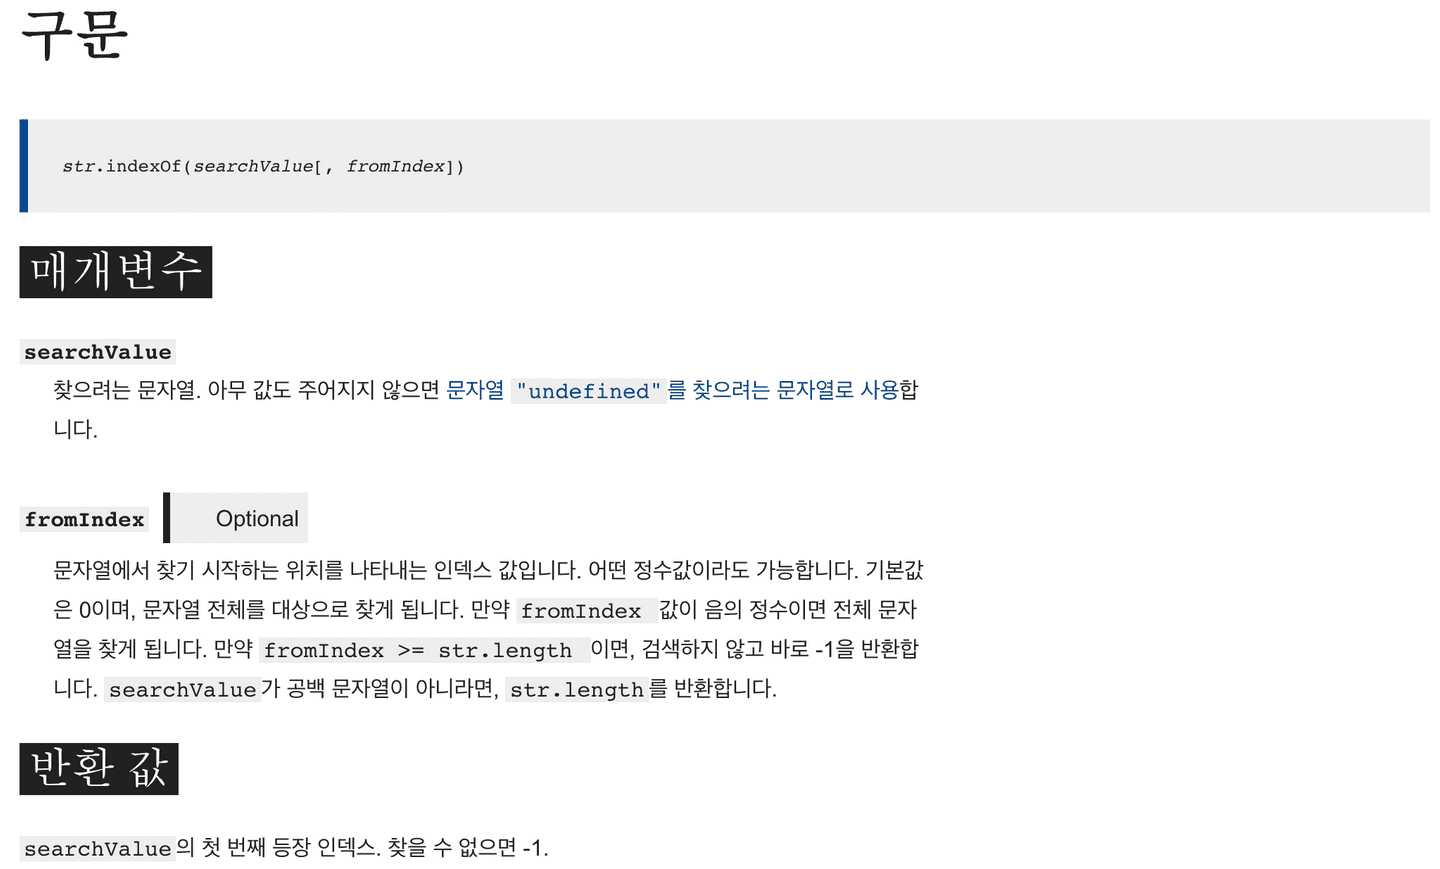 구문
str.indexOf(searchValue[, fromIndex])
매개변수
searchValue
찾으려는 문자열. 아무 값도 주어지지 않으면 문자열 "undefined"를 찾으려는 문자열로 사용합
니다.
fromIndex Optional
문자열에서 찾기 시작하는 위치를 나타내는 인덱스 값입니다. 어떤 정수값이라도 가능합니다. 기본값
은 0이며, 문자열 전체를 대상으로 찾게 됩니다. 만약 fromIndex 값이 음의 정수이면 전체 문자
열을 찾게 됩니다. 만약 fromIndex >= str.length 이면, 검색하지 않고 바로 -1을 반환합
니다. searchValue가 공백 문자열이 아니라면, str.length를 반환합니다.
반환 값
searchValue의 첫 번째 등장 인덱스. 찾을 수 없으면 -1.